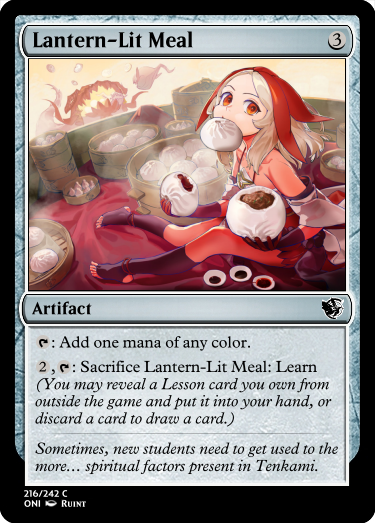 Lantern-Lit Meal 3
Artifact
: Add one mana of any color.
2, : Sacrifice Lantern-Lit Meal: Learn
(You may reveal a Lesson card you own from
outside the game and put it into your hand, or
discard a card to draw a card.)
Sometimes, new students need to get used to the
more… spiritual factors present in Tenkami.
216/242 C
ONI Ruint